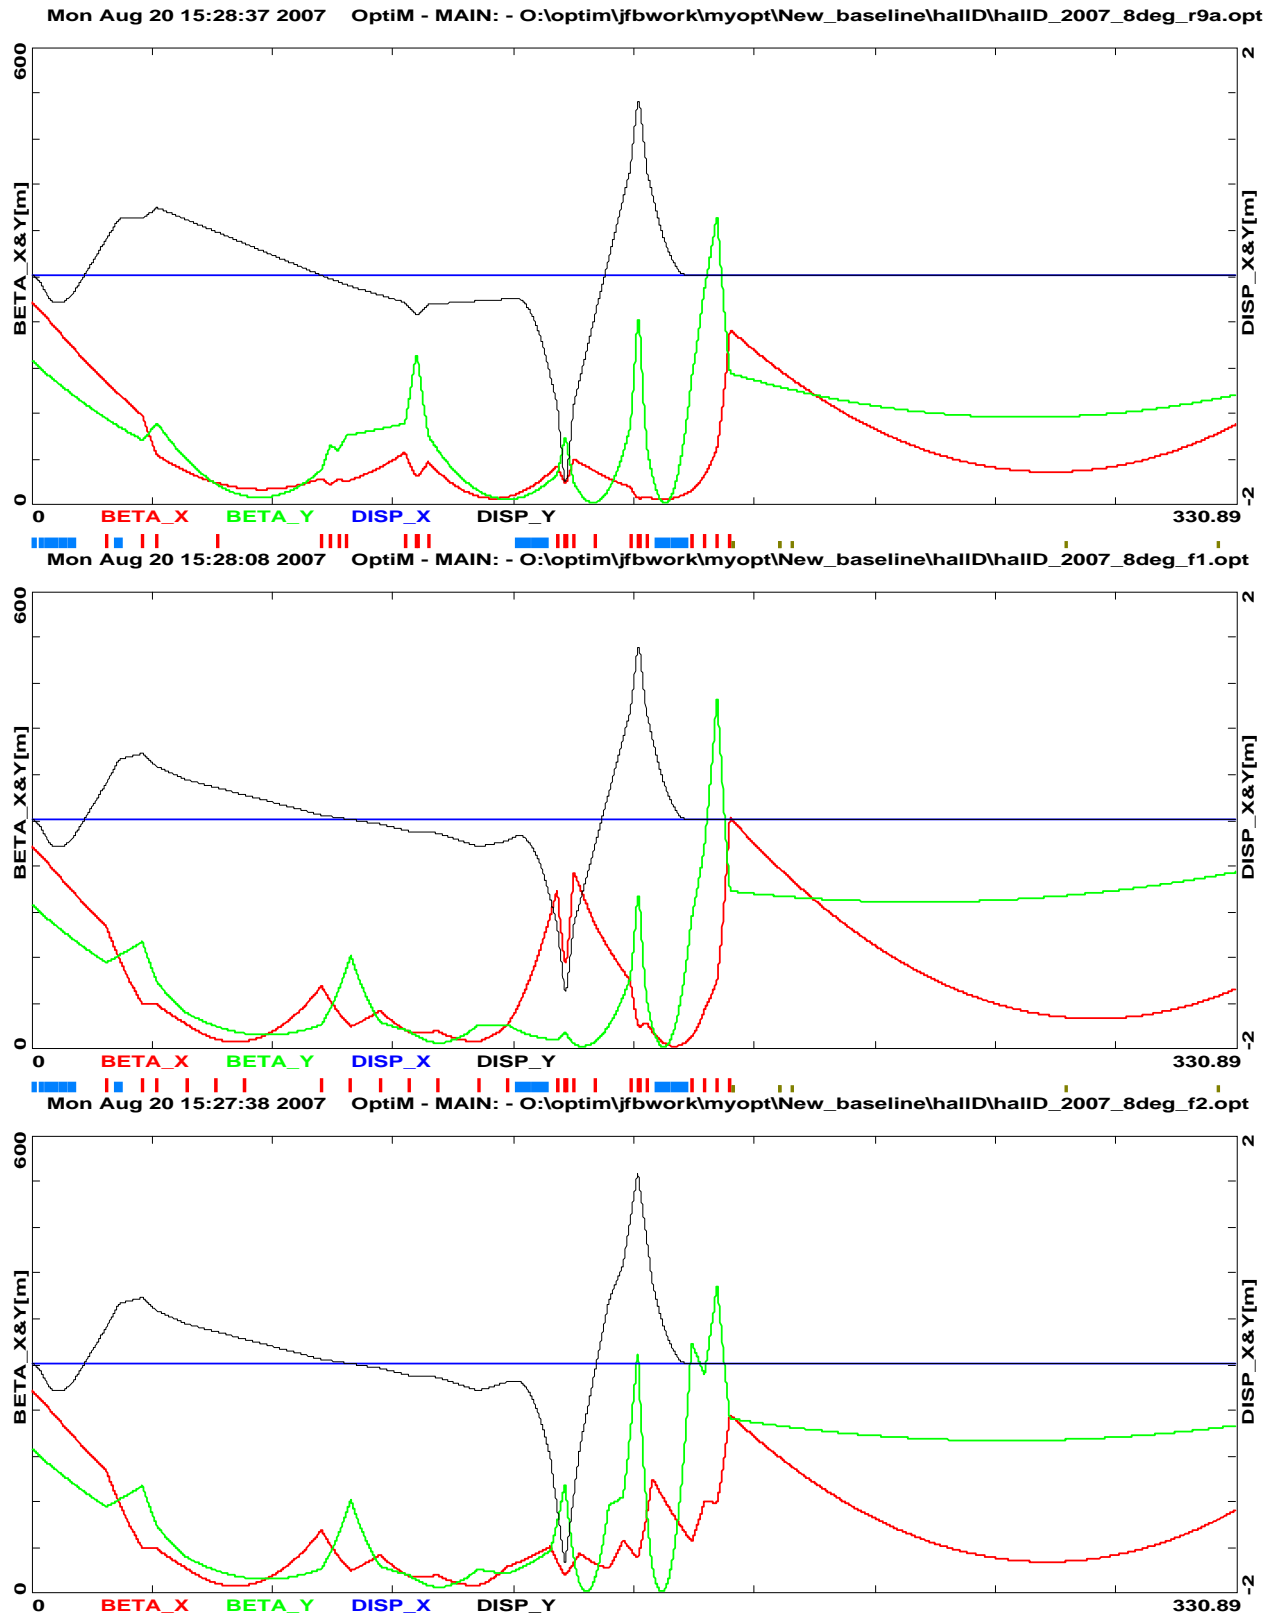 Mon Aug 20 15:28:37 2007 OptiM - MAIN: - O:\optim\jfbwork\myopt\New_baseline\hallD\hallD_2007_8deg_r9a.opt
600
2
BETA_X&Y[m]
DISP_X&Y[m]
0
-2
0 BETA_X BETA_Y DISP_X DISP_Y 330.89
Mon Aug 20 15:28:08 2007 OptiM - MAIN: - O:\optim\jfbwork\myopt\New_baseline\hallD\hallD_2007_8deg_f1.opt
600
2
BETA_X&Y[m]
DISP_X&Y[m]
0
-2
0 BETA_X BETA_Y DISP_X DISP_Y 330.89
Mon Aug 20 15:27:38 2007 OptiM - MAIN: - O:\optim\jfbwork\myopt\New_baseline\hallD\hallD_2007_8deg_f2.opt
600
2
BETA_X&Y[m]
DISP_X&Y[m]
0
-2
0 BETA_X BETA_Y DISP_X DISP_Y 330.89